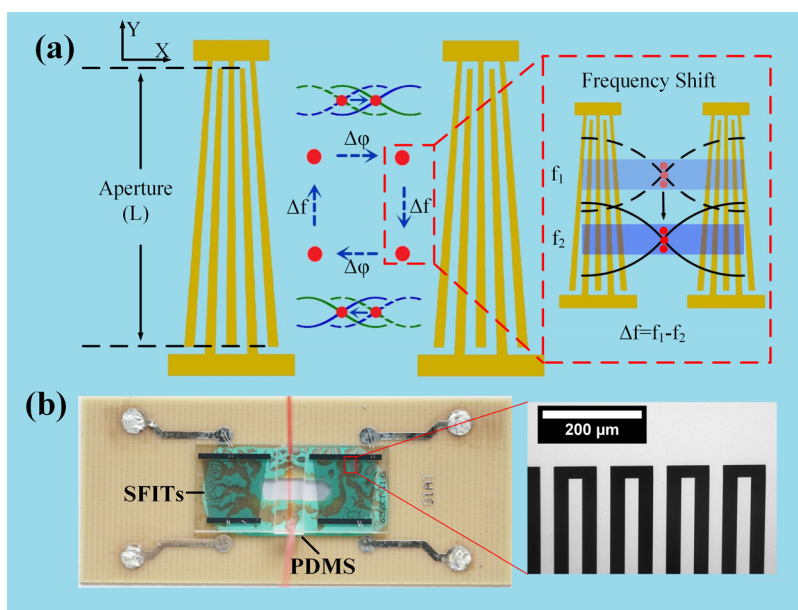 (a)
Y
X
Aperture
(L)
Δφ
Δf
Δf
Δφ
Frequency Shift
f₁
f₂
Δf=f₁-f₂
(b)
SFITs
PDMS
200 μm